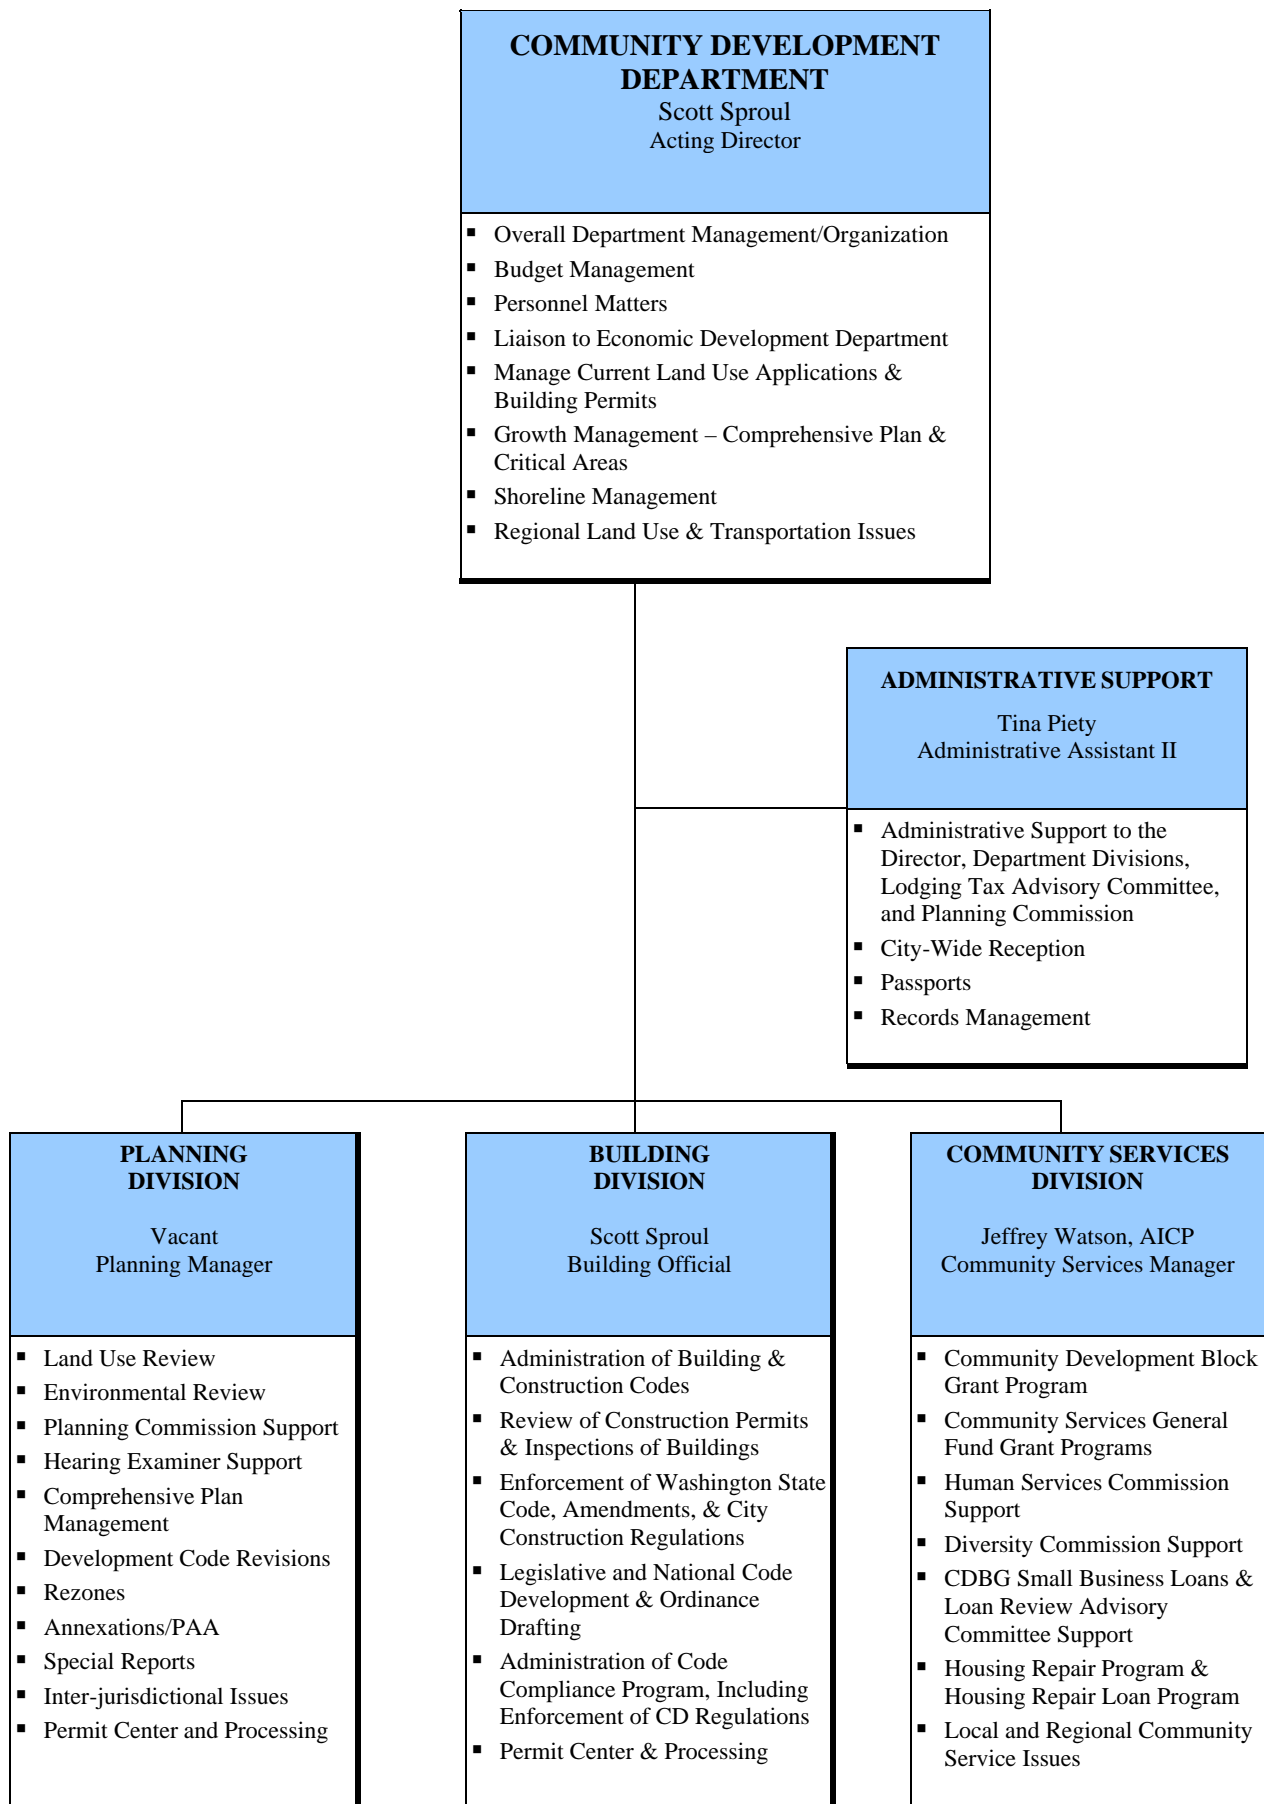 COMMUNITY DEVELOPMENT
DEPARTMENT
Scott Sproul
Acting Director
▪ Overall Department Management/Organization
▪ Budget Management
▪ Personnel Matters
▪ Liaison to Economic Development Department
▪ Manage Current Land Use Applications &
Building Permits
▪ Growth Management – Comprehensive Plan &
Critical Areas
▪ Shoreline Management
▪ Regional Land Use & Transportation Issues
ADMINISTRATIVE SUPPORT
Tina Piety
Administrative Assistant II
▪ Administrative Support to the
Director, Department Divisions,
Lodging Tax Advisory Committee,
and Planning Commission
▪ City-Wide Reception
▪ Passports
▪ Records Management
PLANNING
DIVISION
Vacant
Planning Manager
▪ Land Use Review
▪ Environmental Review
▪ Planning Commission Support
▪ Hearing Examiner Support
▪ Comprehensive Plan
Management
▪ Development Code Revisions
▪ Rezones
▪ Annexations/PAA
▪ Special Reports
▪ Inter-jurisdictional Issues
▪ Permit Center and Processing
BUILDING
DIVISION
Scott Sproul
Building Official
▪ Administration of Building &
Construction Codes
▪ Review of Construction Permits
& Inspections of Buildings
▪ Enforcement of Washington State
Code, Amendments, & City
Construction Regulations
▪ Legislative and National Code
Development & Ordinance
Drafting
▪ Administration of Code
Compliance Program, Including
Enforcement of CD Regulations
▪ Permit Center & Processing
COMMUNITY SERVICES
DIVISION
Jeffrey Watson, AICP
Community Services Manager
▪ Community Development Block
Grant Program
▪ Community Services General
Fund Grant Programs
▪ Human Services Commission
Support
▪ Diversity Commission Support
▪ CDBG Small Business Loans &
Loan Review Advisory
Committee Support
▪ Housing Repair Program &
Housing Repair Loan Program
▪ Local and Regional Community
Service Issues